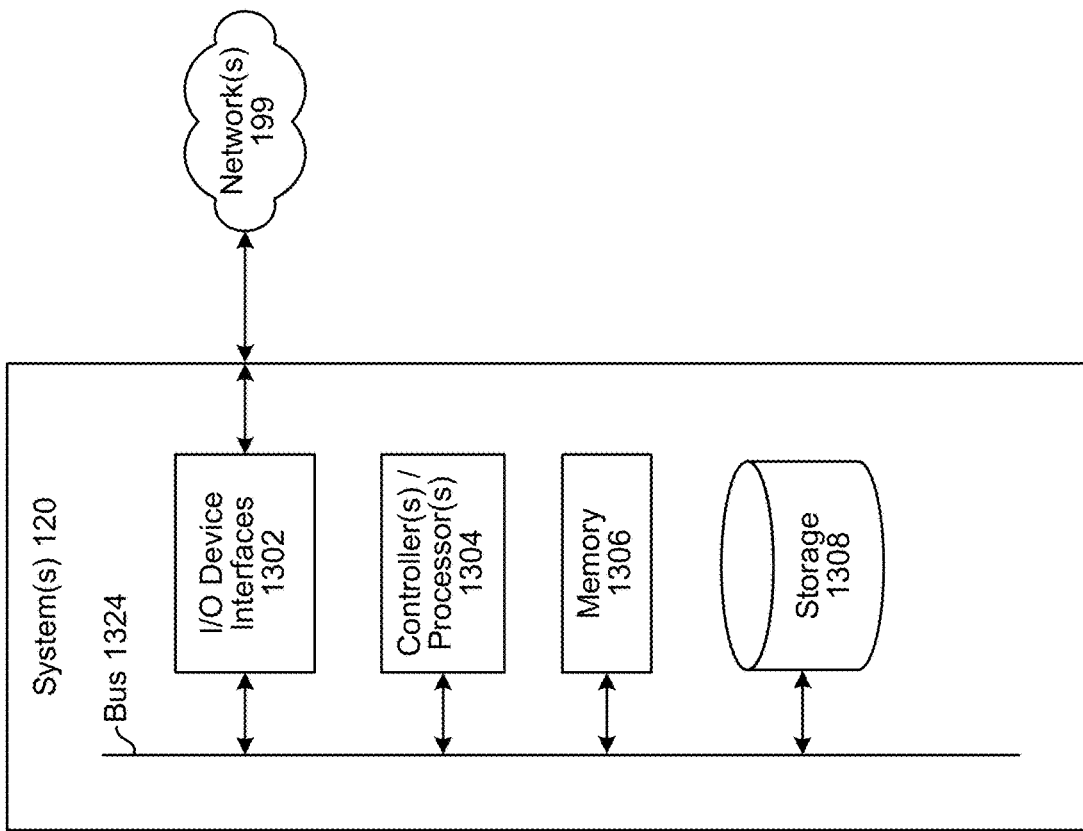 System(s) 120
Bus 1324
I/O Device
Interfaces
1302
Controller(s) /
Processor(s)
1304
Memory
1306
Storage
1308
Network(s)
199